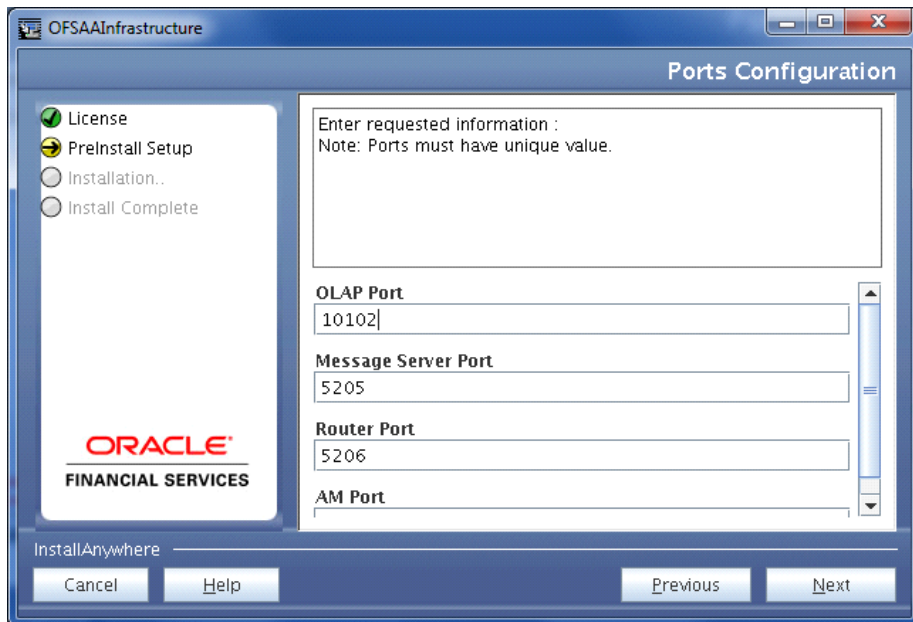 OFSAAInfrastructure
Ports Configuration
License
PreInstall Setup
Installation..
Install Complete
ORACLE
FINANCIAL SERVICES
Enter requested information :
Note: Ports must have unique value.
OLAP Port
10102
Message Server Port
5205
Router Port
5206
AM Port
InstallAnywhere
Cancel
Help
Previous
Next